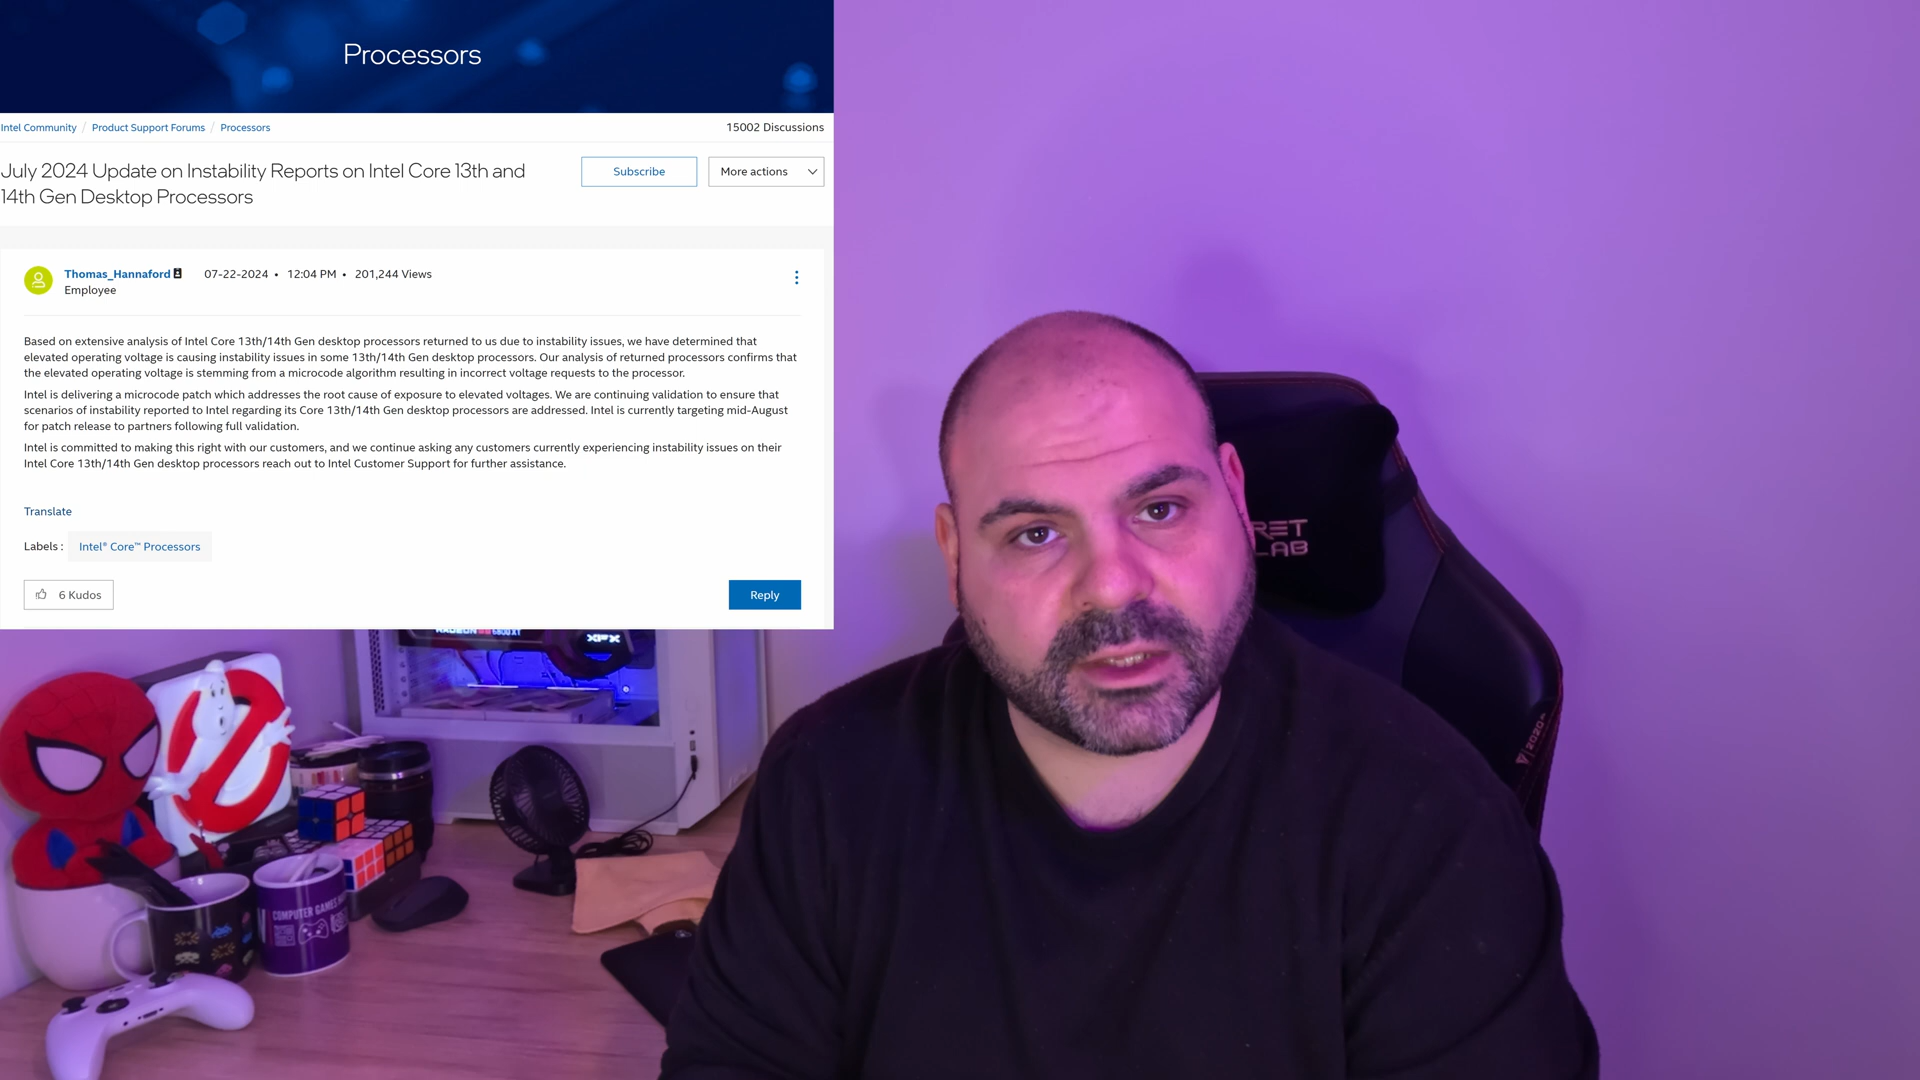 Processors
Intel Community / Product Support Forums / Processors
15002 Discussions
July 2024 Update on Instability Reports on Intel Core 13th and
14th Gen Desktop Processors
Subscribe
More actions
Thomas_Hannaford
07-22-2024 • 12:04 PM • 201,244 Views
Employee
Based on extensive analysis of Intel Core 13th/14th Gen desktop processors returned to us due to instability issues, we have determined that
elevated operating voltage is causing instability issues in some 13th/14th Gen desktop processors. Our analysis of returned processors confirms that
the elevated operating voltage is stemming from a microcode algorithm resulting in incorrect voltage requests to the processor.
Intel is delivering a microcode patch which addresses the root cause of exposure to elevated voltages. We are continuing validation to ensure that
scenarios of instability reported to Intel regarding its Core 13th/14th Gen desktop processors are addressed. Intel is currently targeting mid-August
for patch release to partners following full validation.
Intel is committed to making this right with our customers, and we continue asking any customers currently experiencing instability issues on their
Intel Core 13th/14th Gen desktop processors reach out to Intel Customer Support for further assistance.
Translate
Labels :
Intel® Core™ Processors
6 Kudos
Reply
RADEON
XFX
RET
LAB
2020
COMPUTER GAMES